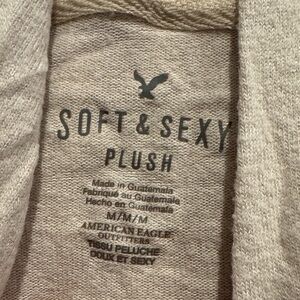 SOFT & SEXY
PLUSH
Made in Guatemala
Fabriqué au Guatemala
Hecho en Guatemala
M/M/M
AMERICAN EAGLE
OUTFITTERS
TISSU PELUCHE
DOUX ET SEXY